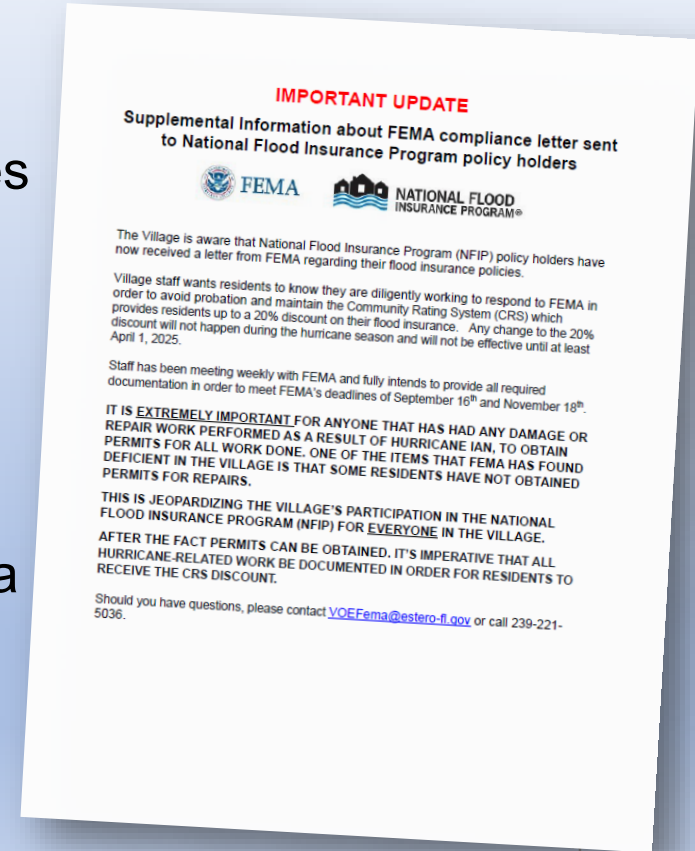 es
a
IMPORTANT UPDATE
Supplemental Information about FEMA compliance letter sent
to National Flood Insurance Program policy holders
FEMA
NATIONAL FLOOD
INSURANCE PROGRAM®
The Village is aware that National Flood Insurance Program (NFIP) policy holders have
now received a letter from FEMA regarding their flood insurance policies.
Village staff wants residents to know they are diligently working to respond to FEMA in
order to avoid probation and maintain the Community Rating System (CRS) which
provides residents up to a 20% discount on their flood insurance.  Any change to the 20%
discount will not happen during the hurricane season and will not be effective until at least
April 1, 2025.
Staff has been meeting weekly with FEMA and fully intends to provide all required
documentation in order to meet FEMA's deadlines of September 16th and November 18th.
IT IS EXTREMELY IMPORTANT FOR ANYONE THAT HAS HAD ANY DAMAGE OR
REPAIR WORK PERFORMED AS A RESULT OF HURRICANE IAN, TO OBTAIN
PERMITS FOR ALL WORK DONE. ONE OF THE ITEMS THAT FEMA HAS FOUND
DEFICIENT IN THE VILLAGE IS THAT SOME RESIDENTS HAVE NOT OBTAINED
PERMITS FOR REPAIRS.
THIS IS JEOPARDIZING THE VILLAGE'S PARTICIPATION IN THE NATIONAL
FLOOD INSURANCE PROGRAM (NFIP) FOR EVERYONE IN THE VILLAGE.
AFTER THE FACT PERMITS CAN BE OBTAINED. IT'S IMPERATIVE THAT ALL
HURRICANE-RELATED WORK BE DOCUMENTED IN ORDER FOR RESIDENTS TO
RECEIVE THE CRS DISCOUNT.
Should you have questions, please contact VOEFema@estero-fl.gov or call 239-221-
5036.